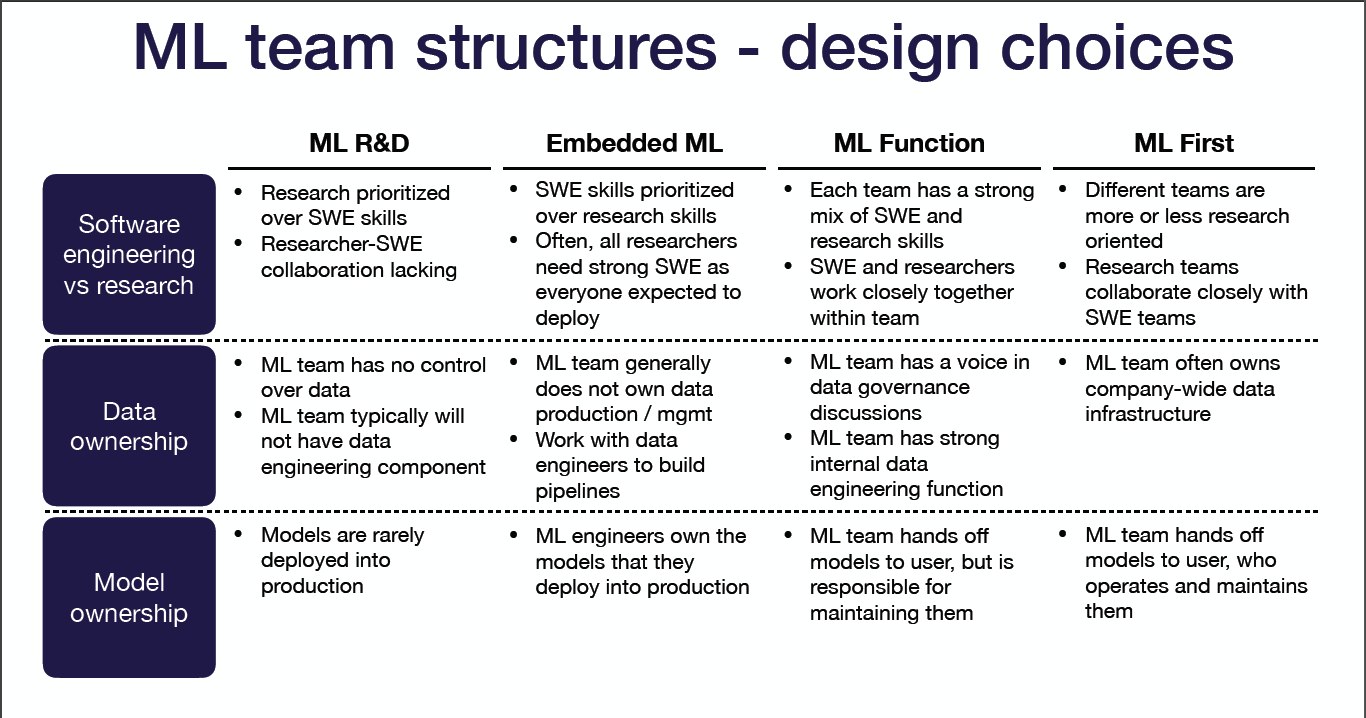 ML team structures - design choices
ML R&D
Embedded ML
ML Function
ML First
Software
engineering
vs research
• Research prioritized
over SWE skills
• Researcher-SWE
collaboration lacking
• SWE skills prioritized
over research skills
• Often, all researchers
need strong SWE as
everyone expected to
deploy
• Each team has a strong
mix of SWE and
research skills
• SWE and researchers
work closely together
within team
• Different teams are
more or less research
oriented
• Research teams
collaborate closely with
SWE teams
Data
ownership
• ML team has no control
over data
• ML team typically will
not have data
engineering component
• ML team generally
does not own data
production / mgmt
• Work with data
engineers to build
pipelines
• ML team has a voice in
data governance
discussions
• ML team has strong
internal data
engineering function
• ML team often owns
company-wide data
infrastructure
Model
ownership
• Models are rarely
deployed into
production
• ML engineers own the
models that they
deploy into production
• ML team hands off
models to user, but is
responsible for
maintaining them
• ML team hands off
models to user, who
operates and maintains
them